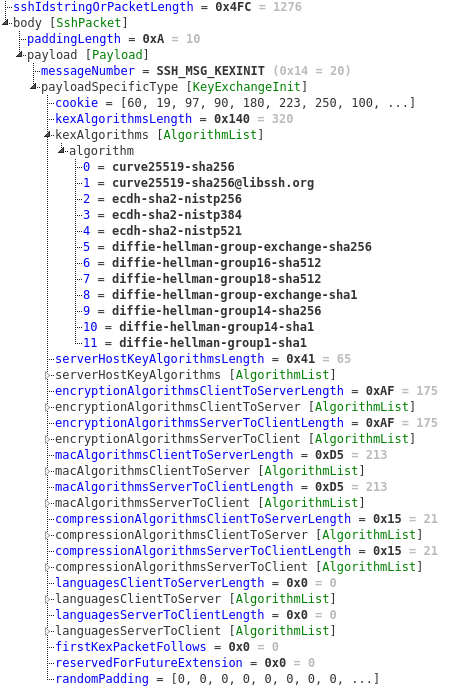 sshIdstringOrPacketLength = 0x4FC = 1276
body [SshPacket]
paddingLength = 0xA = 10
payload [Payload]
messageNumber = SSH_MSG_KEXINIT (0x14 = 20)
payloadSpecificType [KeyExchangeInit]
cookie = [60, 19, 97, 90, 180, 223, 250, 100, ...]
kexAlgorithmsLength = 0x140 = 320
kexAlgorithms [AlgorithmList]
algorithm
0 = curve25519-sha256
1 = curve25519-sha256@libssh.org
2 = ecdh-sha2-nistp256
3 = ecdh-sha2-nistp384
4 = ecdh-sha2-nistp521
5 = diffie-hellman-group-exchange-sha256
6 = diffie-hellman-group16-sha512
7 = diffie-hellman-group18-sha512
8 = diffie-hellman-group-exchange-sha1
9 = diffie-hellman-group14-sha256
10 = diffie-hellman-group14-sha1
11 = diffie-hellman-group1-sha1
serverHostKeyAlgorithmsLength = 0x41 = 65
serverHostKeyAlgorithms [AlgorithmList]
encryptionAlgorithmsClientToServerLength = 0xAF = 175
encryptionAlgorithmsClientToServer [AlgorithmList]
encryptionAlgorithmsServerToClientLength = 0xAF = 175
encryptionAlgorithmsServerToClient [AlgorithmList]
macAlgorithmsClientToServerLength = 0xD5 = 213
macAlgorithmsClientToServer [AlgorithmList]
macAlgorithmsServerToClientLength = 0xD5 = 213
macAlgorithmsServerToClient [AlgorithmList]
compressionAlgorithmsClientToServerLength = 0x15 = 21
compressionAlgorithmsClientToServer [AlgorithmList]
compressionAlgorithmsServerToClientLength = 0x15 = 21
compressionAlgorithmsServerToClient [AlgorithmList]
languagesClientToServerLength = 0x0 = 0
languagesClientToServer [AlgorithmList]
languagesServerToClientLength = 0x0 = 0
languagesServerToClient [AlgorithmList]
firstKexPacketFollows = 0x0 = 0
reservedForFutureExtension = 0x0 = 0
randomPadding = [0, 0, 0, 0, 0, 0, 0, 0, ...]